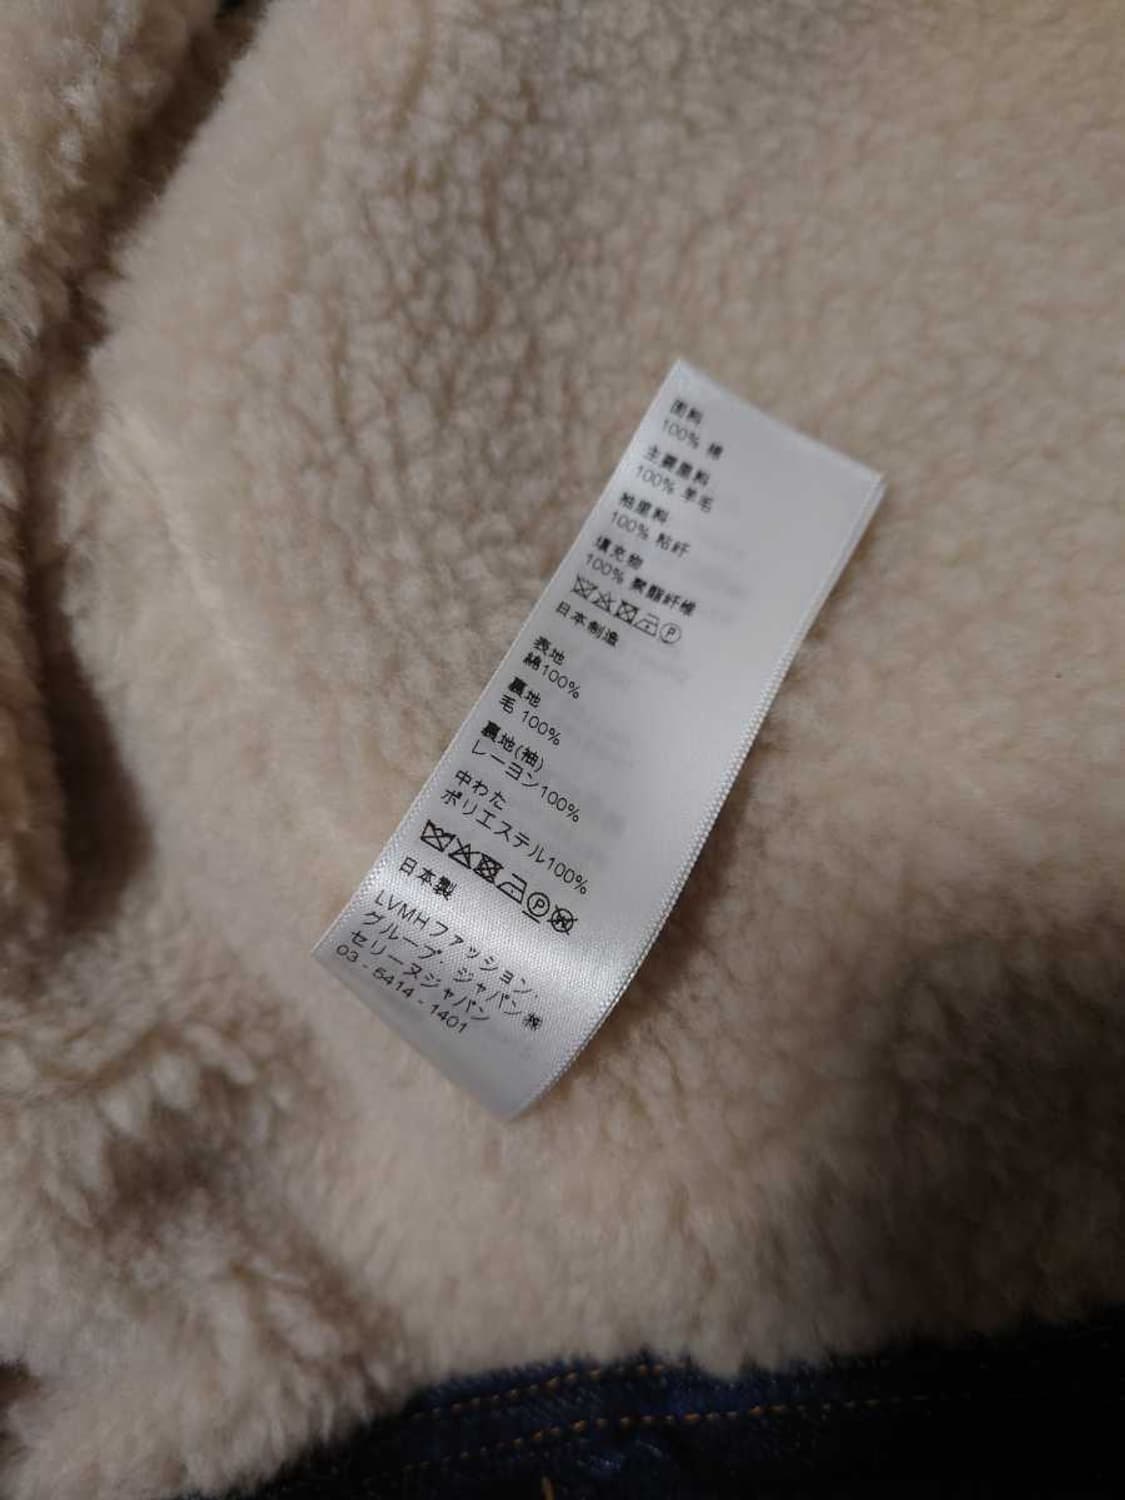 面料
100% 棉
主要里料
100% 羊毛
袖里料
100% 粘纤
填充物
100% 聚酯纤维
P
日本制造
表地
綿100%
裏地
毛 100%
裏地(袖)
レーヨン100%
中わた
ポリエステル100%
P W
日本製
LVMHファッション・
グループ・ジャパン㈱
セリーヌジャパン
03 - 5414 - 1401